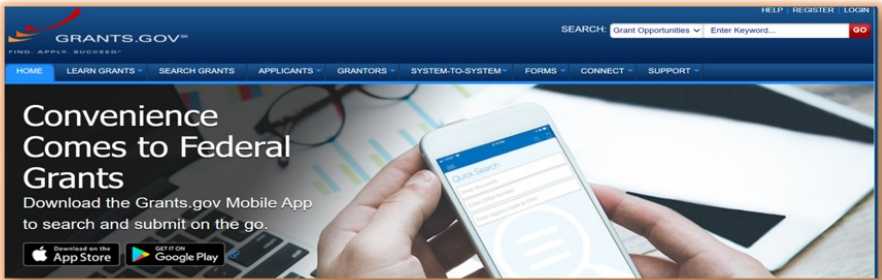 HELP | REGISTER | LOGIN
GRANTS.GOV℠
SEARCH: Grant Opportunities Enter Keyword... GO
FIND. APPLY. SUCCEED.℠
HOME LEARN GRANTS SEARCH GRANTS APPLICANTS GRANTORS SYSTEM-TO-SYSTEM FORMS CONNECT SUPPORT
Convenience
Comes to Federal
Grants
Download the Grants.gov Mobile App
to search and submit on the go.
Download on the
App Store
GET IT ON
Google Play
Quick Search